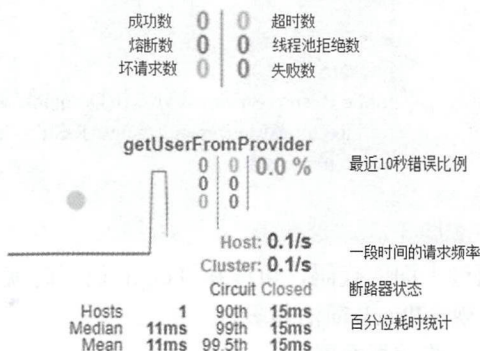 成功数 0 0 超时数
熔断数 0 0 线程池拒绝数
坏请求数 0 0 失败数
getUserFromProvider
0 0 0.0 % 最近10秒错误比例
0 0
0 0
Host: 0.1/s 一段时间的请求频率
Cluster: 0.1/s
Circuit Closed 断路器状态
Hosts 1 90th 15ms 百分位耗时统计
Median 11ms 99th 15ms
Mean 11ms 99.5th 15ms